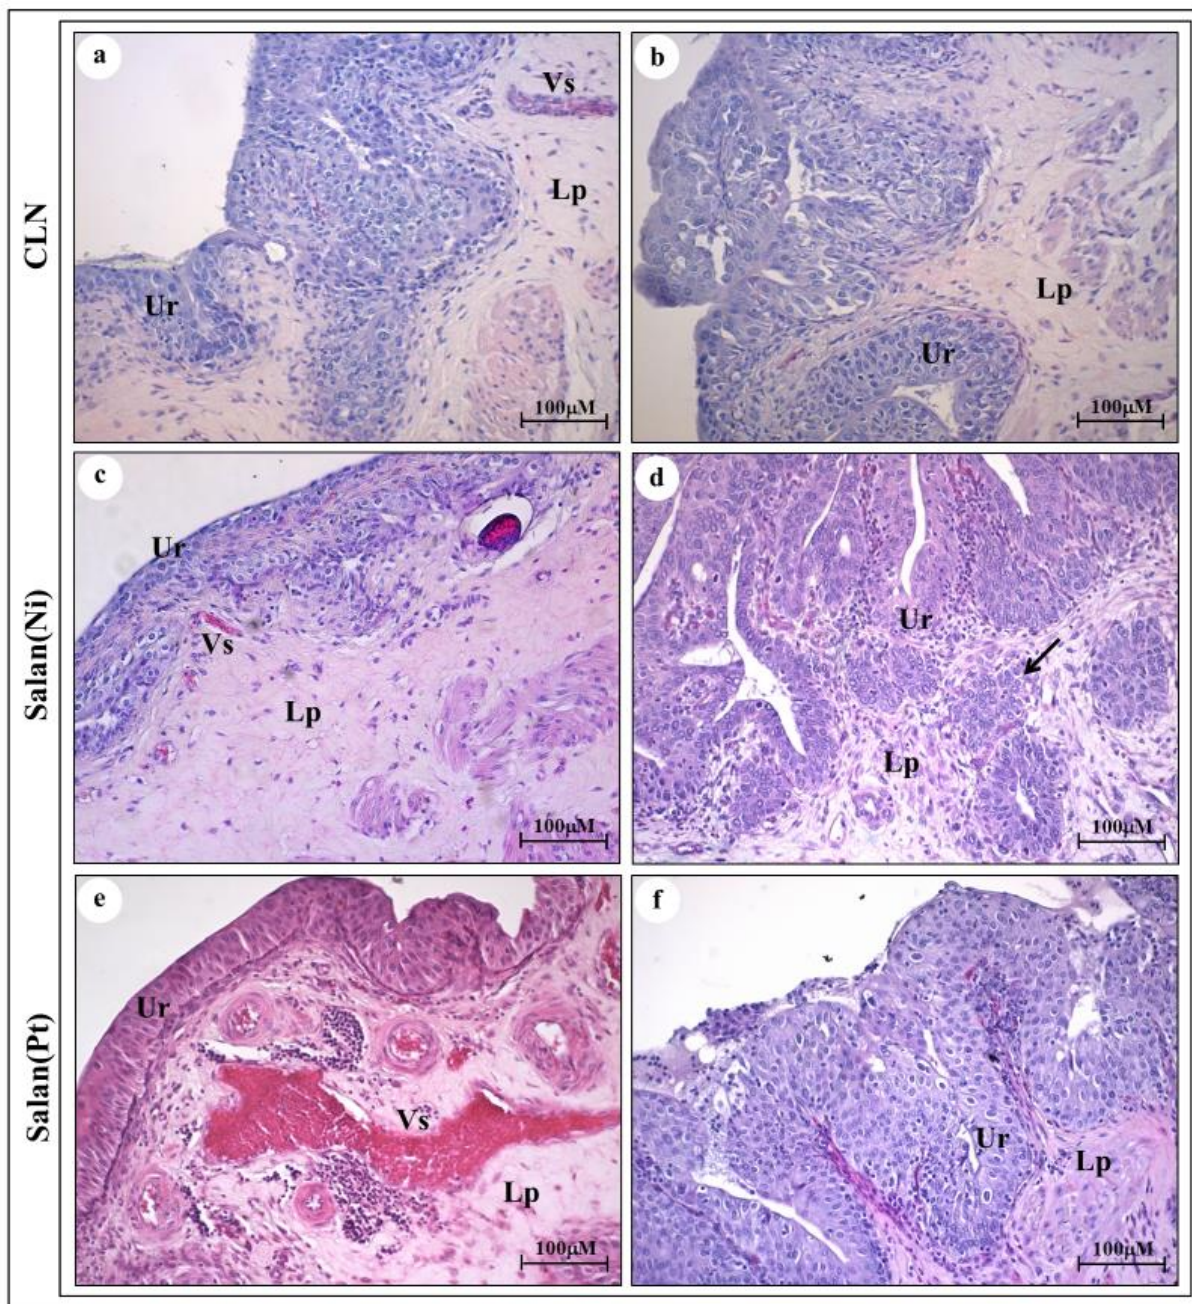 a
Vs
Lp
Ur
100μM
b
Lp
Ur
100μM
CLN
c
Ur
Vs
Lp
100μM
d
Ur
Lp
100μM
Salan(Ni)
e
Ur
Vs
Lp
100μM
f
Ur
Lp
100μM
Salan(Pt)